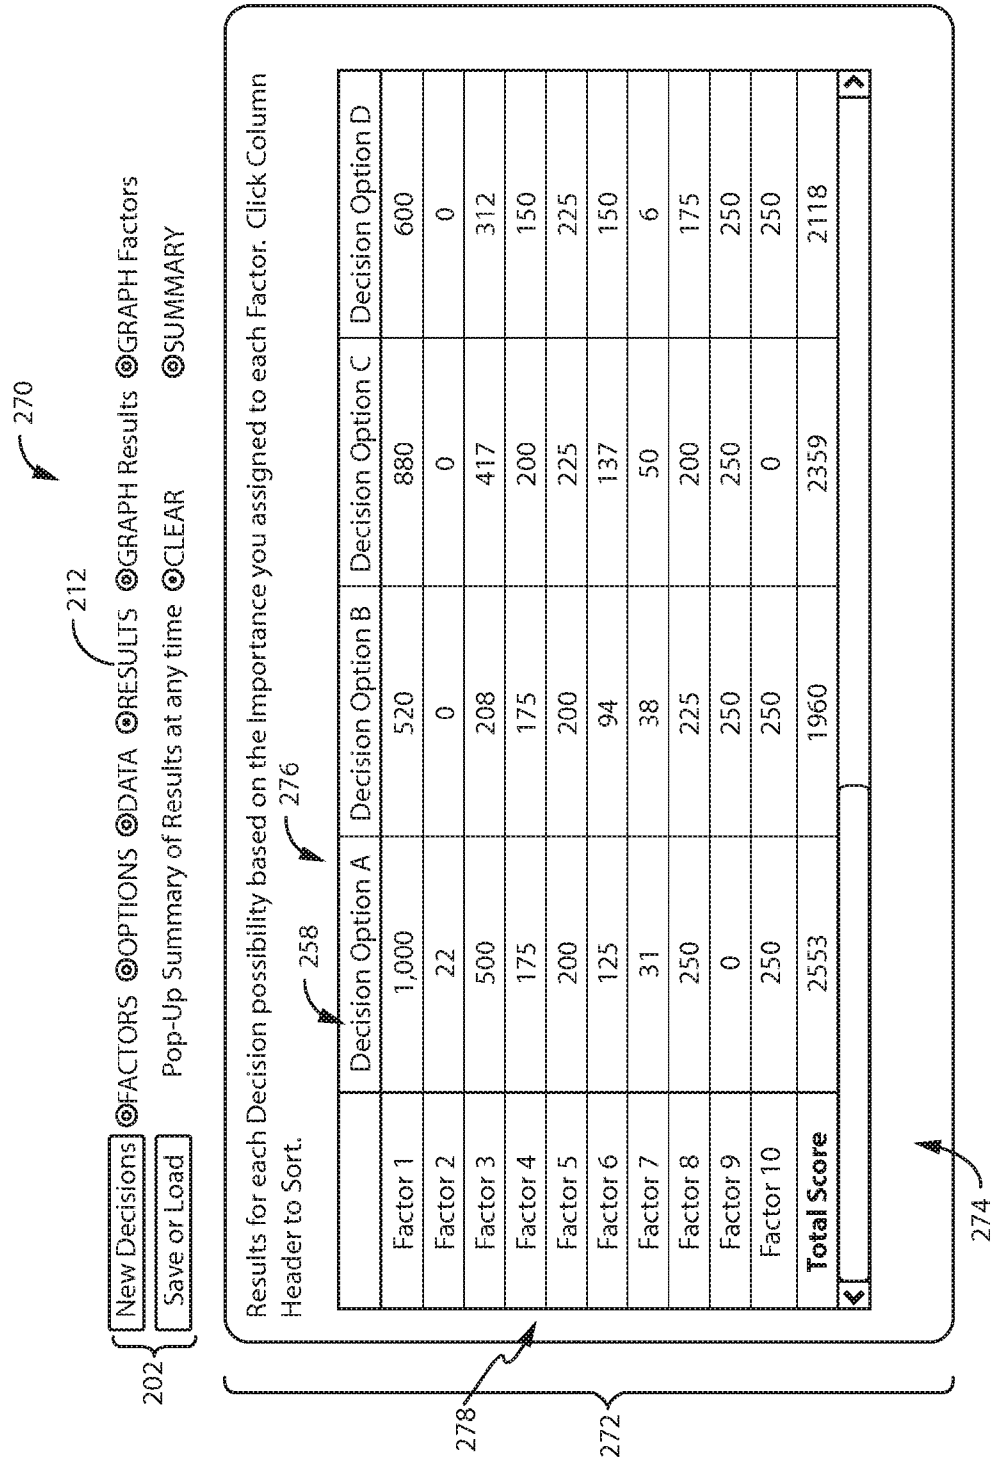 270
212
New Decisions ◎FACTORS ◎OPTIONS ◎DATA ◎RESULTS ◎GRAPH Results ◎GRAPH Factors
Save or Load Pop-Up Summary of Results at any time ◎CLEAR ◎SUMMARY
202
Results for each Decision possibility based on the Importance you assigned to each Factor. Click Column
Header to Sort.
258
276
Decision Option A Decision Option B Decision Option C Decision Option D
Factor 1 1,000 520 880 600
Factor 2 22 0 0 0
Factor 3 500 208 417 312
Factor 4 175 175 200 150
Factor 5 200 200 225 225
Factor 6 125 94 137 150
Factor 7 31 38 50 6
Factor 8 250 225 200 175
Factor 9 0 250 250 250
Factor 10 250 250 0 250
Total Score 2553 1960 2359 2118
278
272
274